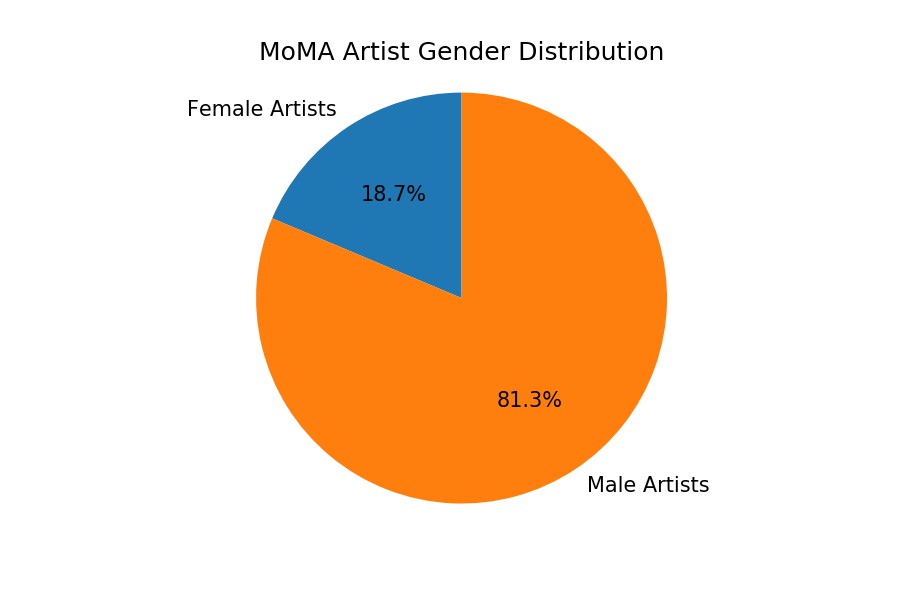 MoMA Artist Gender Distribution
Female Artists
18.7%
81.3%
Male Artists